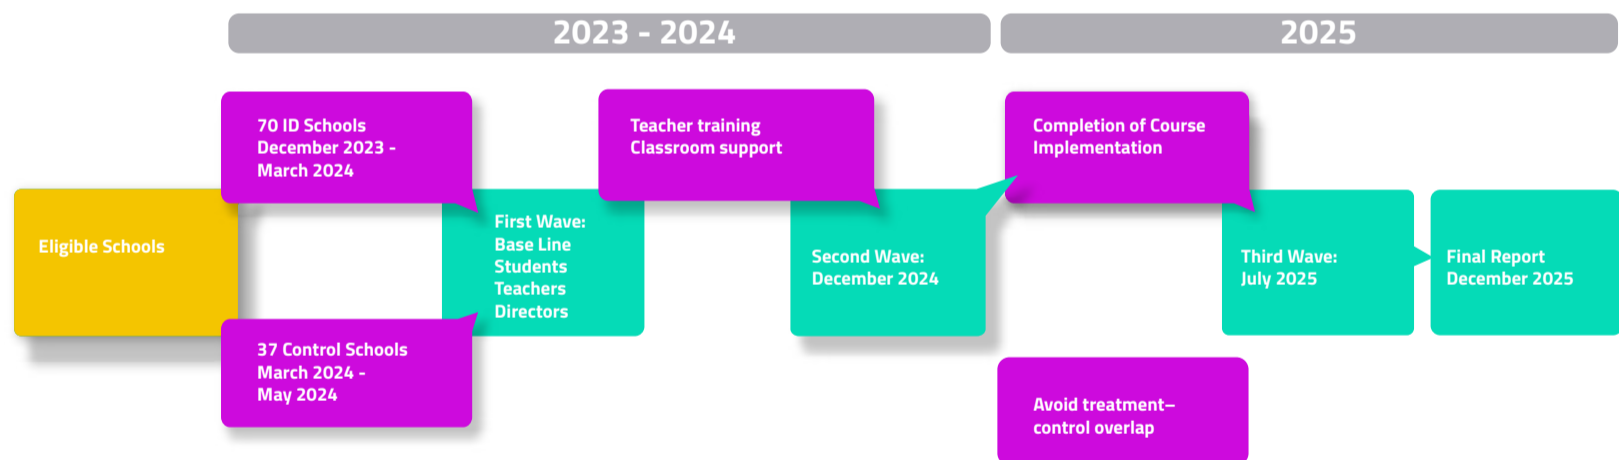 2023 - 2024
2025
70 ID Schools
December 2023 -
March 2024
Teacher training
Classroom support
Completion of Course
Implementation
Eligible Schools
First Wave:
Base Line
Students
Teachers
Directors
Second Wave:
December 2024
Third Wave:
July 2025
Final Report
December 2025
37 Control Schools
March 2024 -
May 2024
Avoid treatment–
control overlap